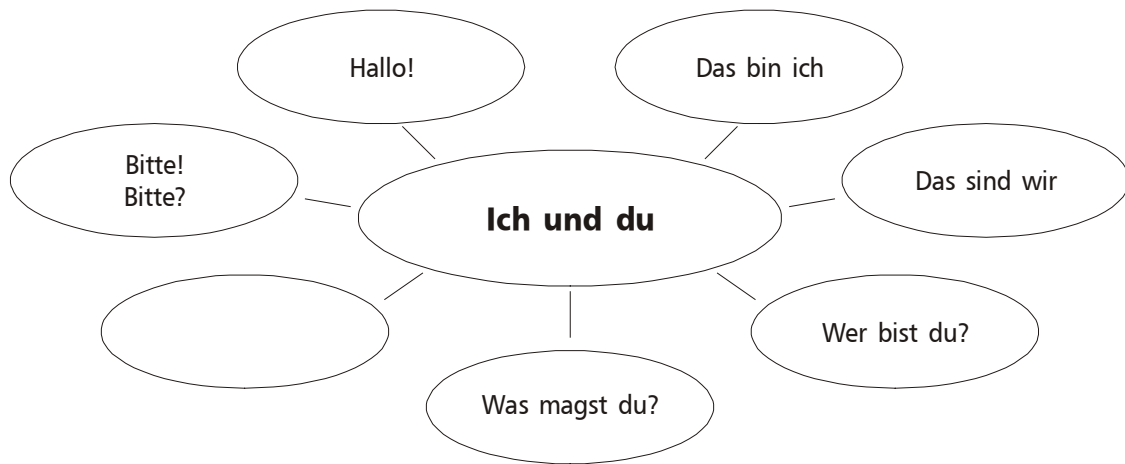 Hallo!
Das bin ich
Bitte!
Bitte?
Das sind wir
Ich und du
Wer bist du?
Was magst du?